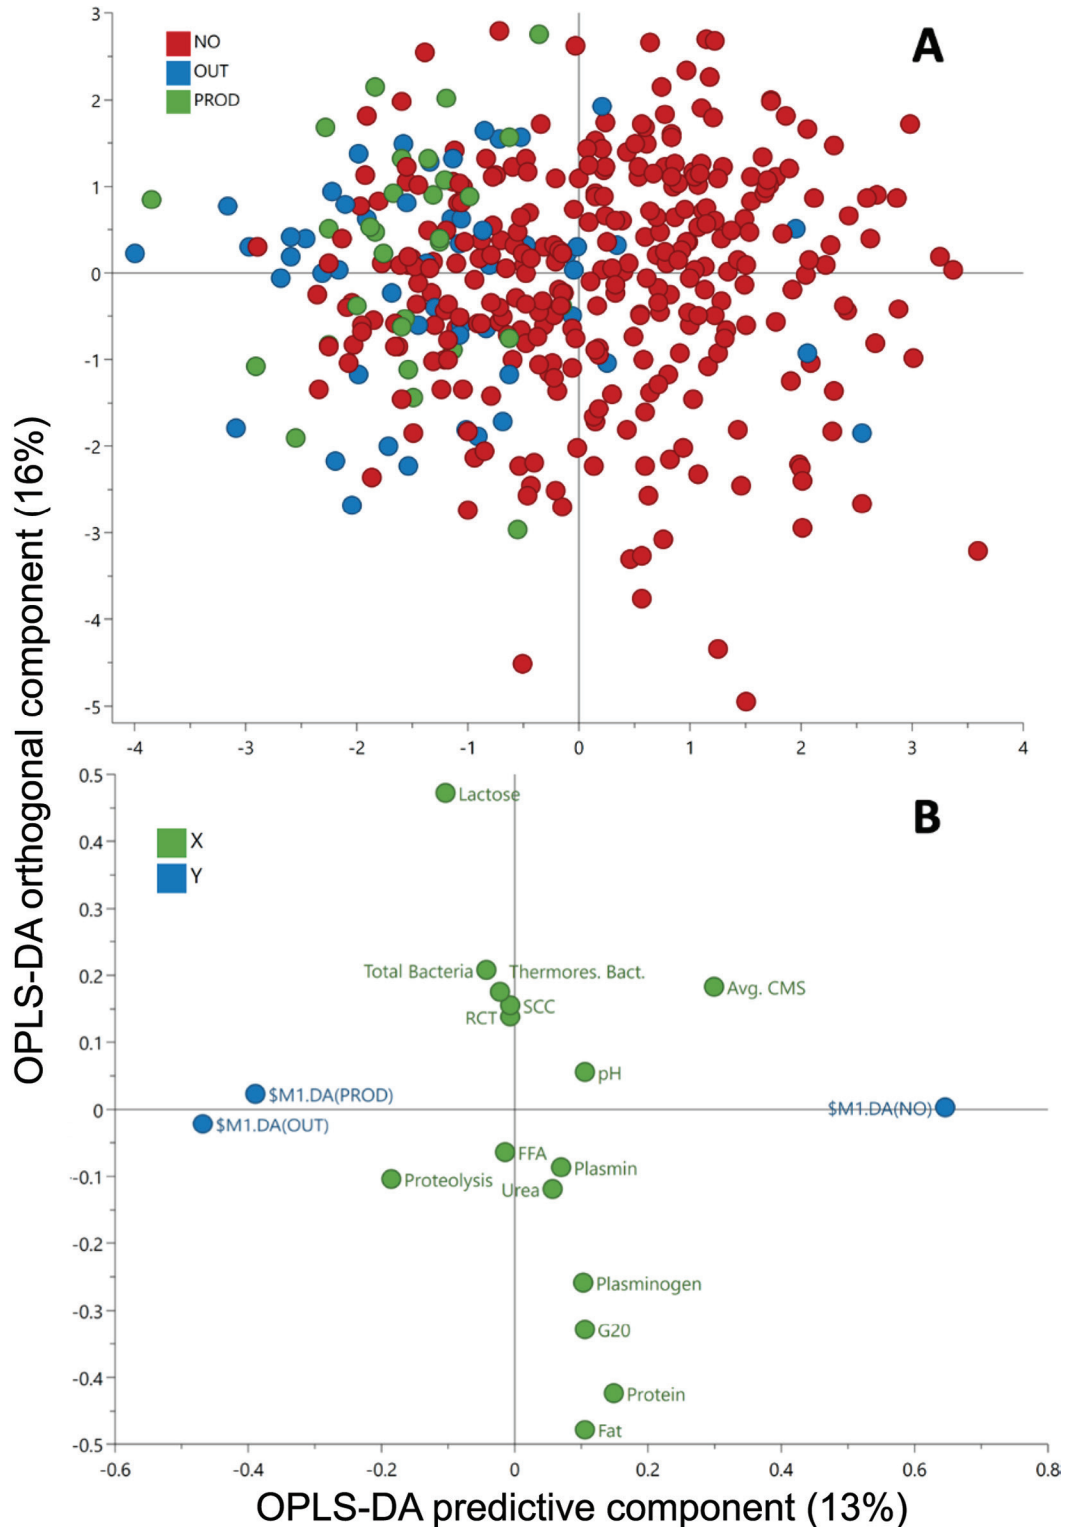 A
NO
OUT
PROD
3
2
1
0
-1
-2
-3
-4
-5
-4 -3 -2 -1 0 1 2 3 4
OPLS-DA orthogonal component (16%)
B
X
Y
0.5
0.4
0.3
0.2
0.1
0
-0.1
-0.2
-0.3
-0.4
-0.5
Lactose
Total Bacteria Thermores. Bact.
Avg. CMS
SCC
RCT
pH
$M1.DA(PROD)
$M1.DA(NO)
$M1.DA(OUT)
FFA
Plasmin
Proteolysis
Urea
Plasminogen
G20
Protein
Fat
-0.6 -0.4 -0.2 0 0.2 0.4 0.6 0.8
OPLS-DA predictive component (13%)